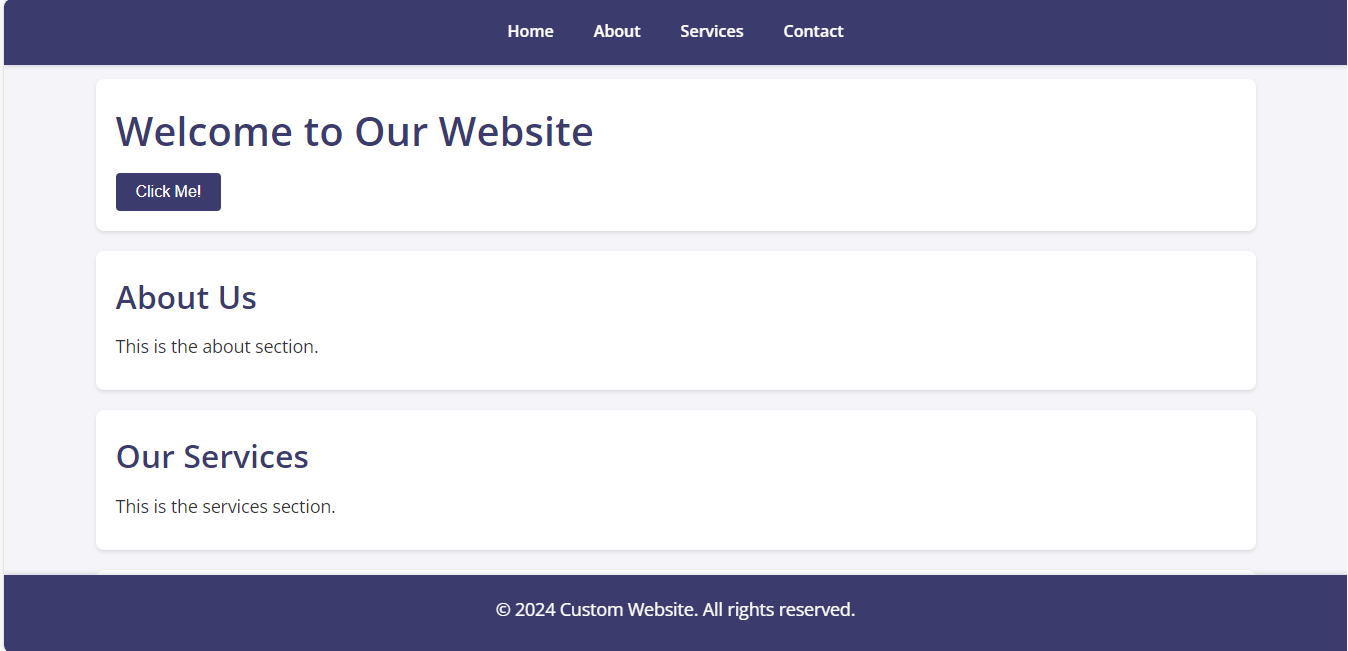 Home About Services Contact
Welcome to Our Website
Click Me!
About Us
This is the about section.
Our Services
This is the services section.
© 2024 Custom Website. All rights reserved.